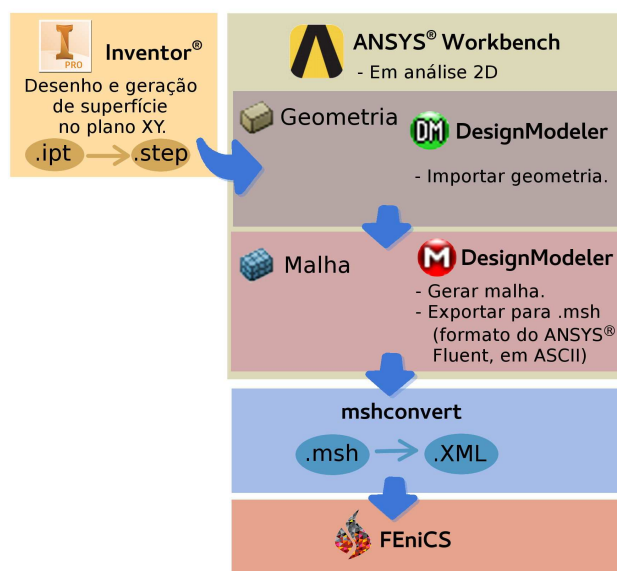 PRO
Inventor®
Desenho e geração
de superfície
no plano XY.
.ipt
.step
ANSYS® Workbench
- Em análise 2D
Geometria
DM
DesignModeler
- Importar geometria.
Malha
M
DesignModeler
- Gerar malha.
- Exportar para .msh
(formato do ANSYS®
Fluent, em ASCII)
mshconvert
.msh
.XML
FEniCS